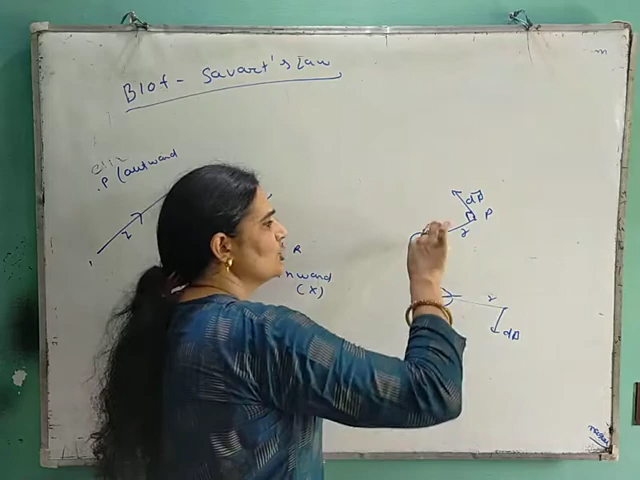 Biot - Savart's law
.P (outward
i
R
nward
(X)
dB
P
r
r
dB